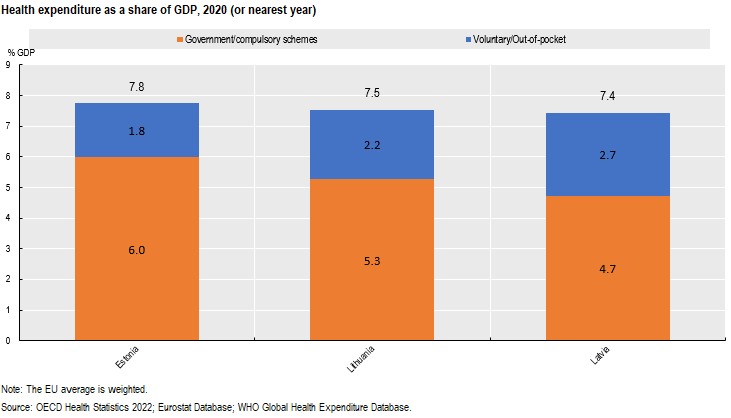 Health expenditure as a share of GDP, 2020 (or nearest year)
Government/compulsory schemes Voluntary/Out-of-pocket
% GDP
9
8
7
6
5
4
3
2
1
0
7.8 7.5 7.4
1.8 2.2 2.7
6.0 5.3 4.7
Estonia Lithuania Latvia
Note: The EU average is weighted.
Source: OECD Health Statistics 2022; Eurostat Database; WHO Global Health Expenditure Database.